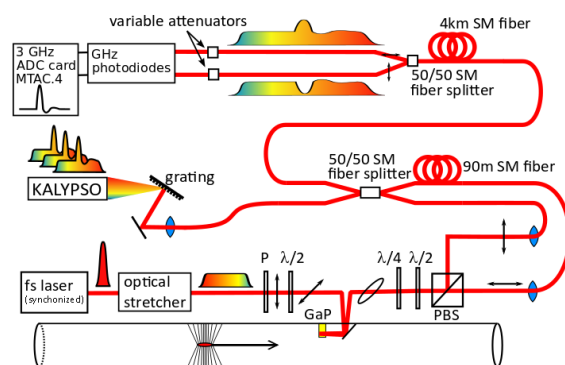 variable attenuators
4km SM fiber
3 GHz
ADC card
MTAC.4
GHz
photodiodes
50/50 SM
fiber splitter
50/50 SM
fiber splitter
90m SM fiber
grating
KALYPSO
λ/4 λ/2
P λ/2
fs laser
(synchonized)
optical
stretcher
GaP
PBS